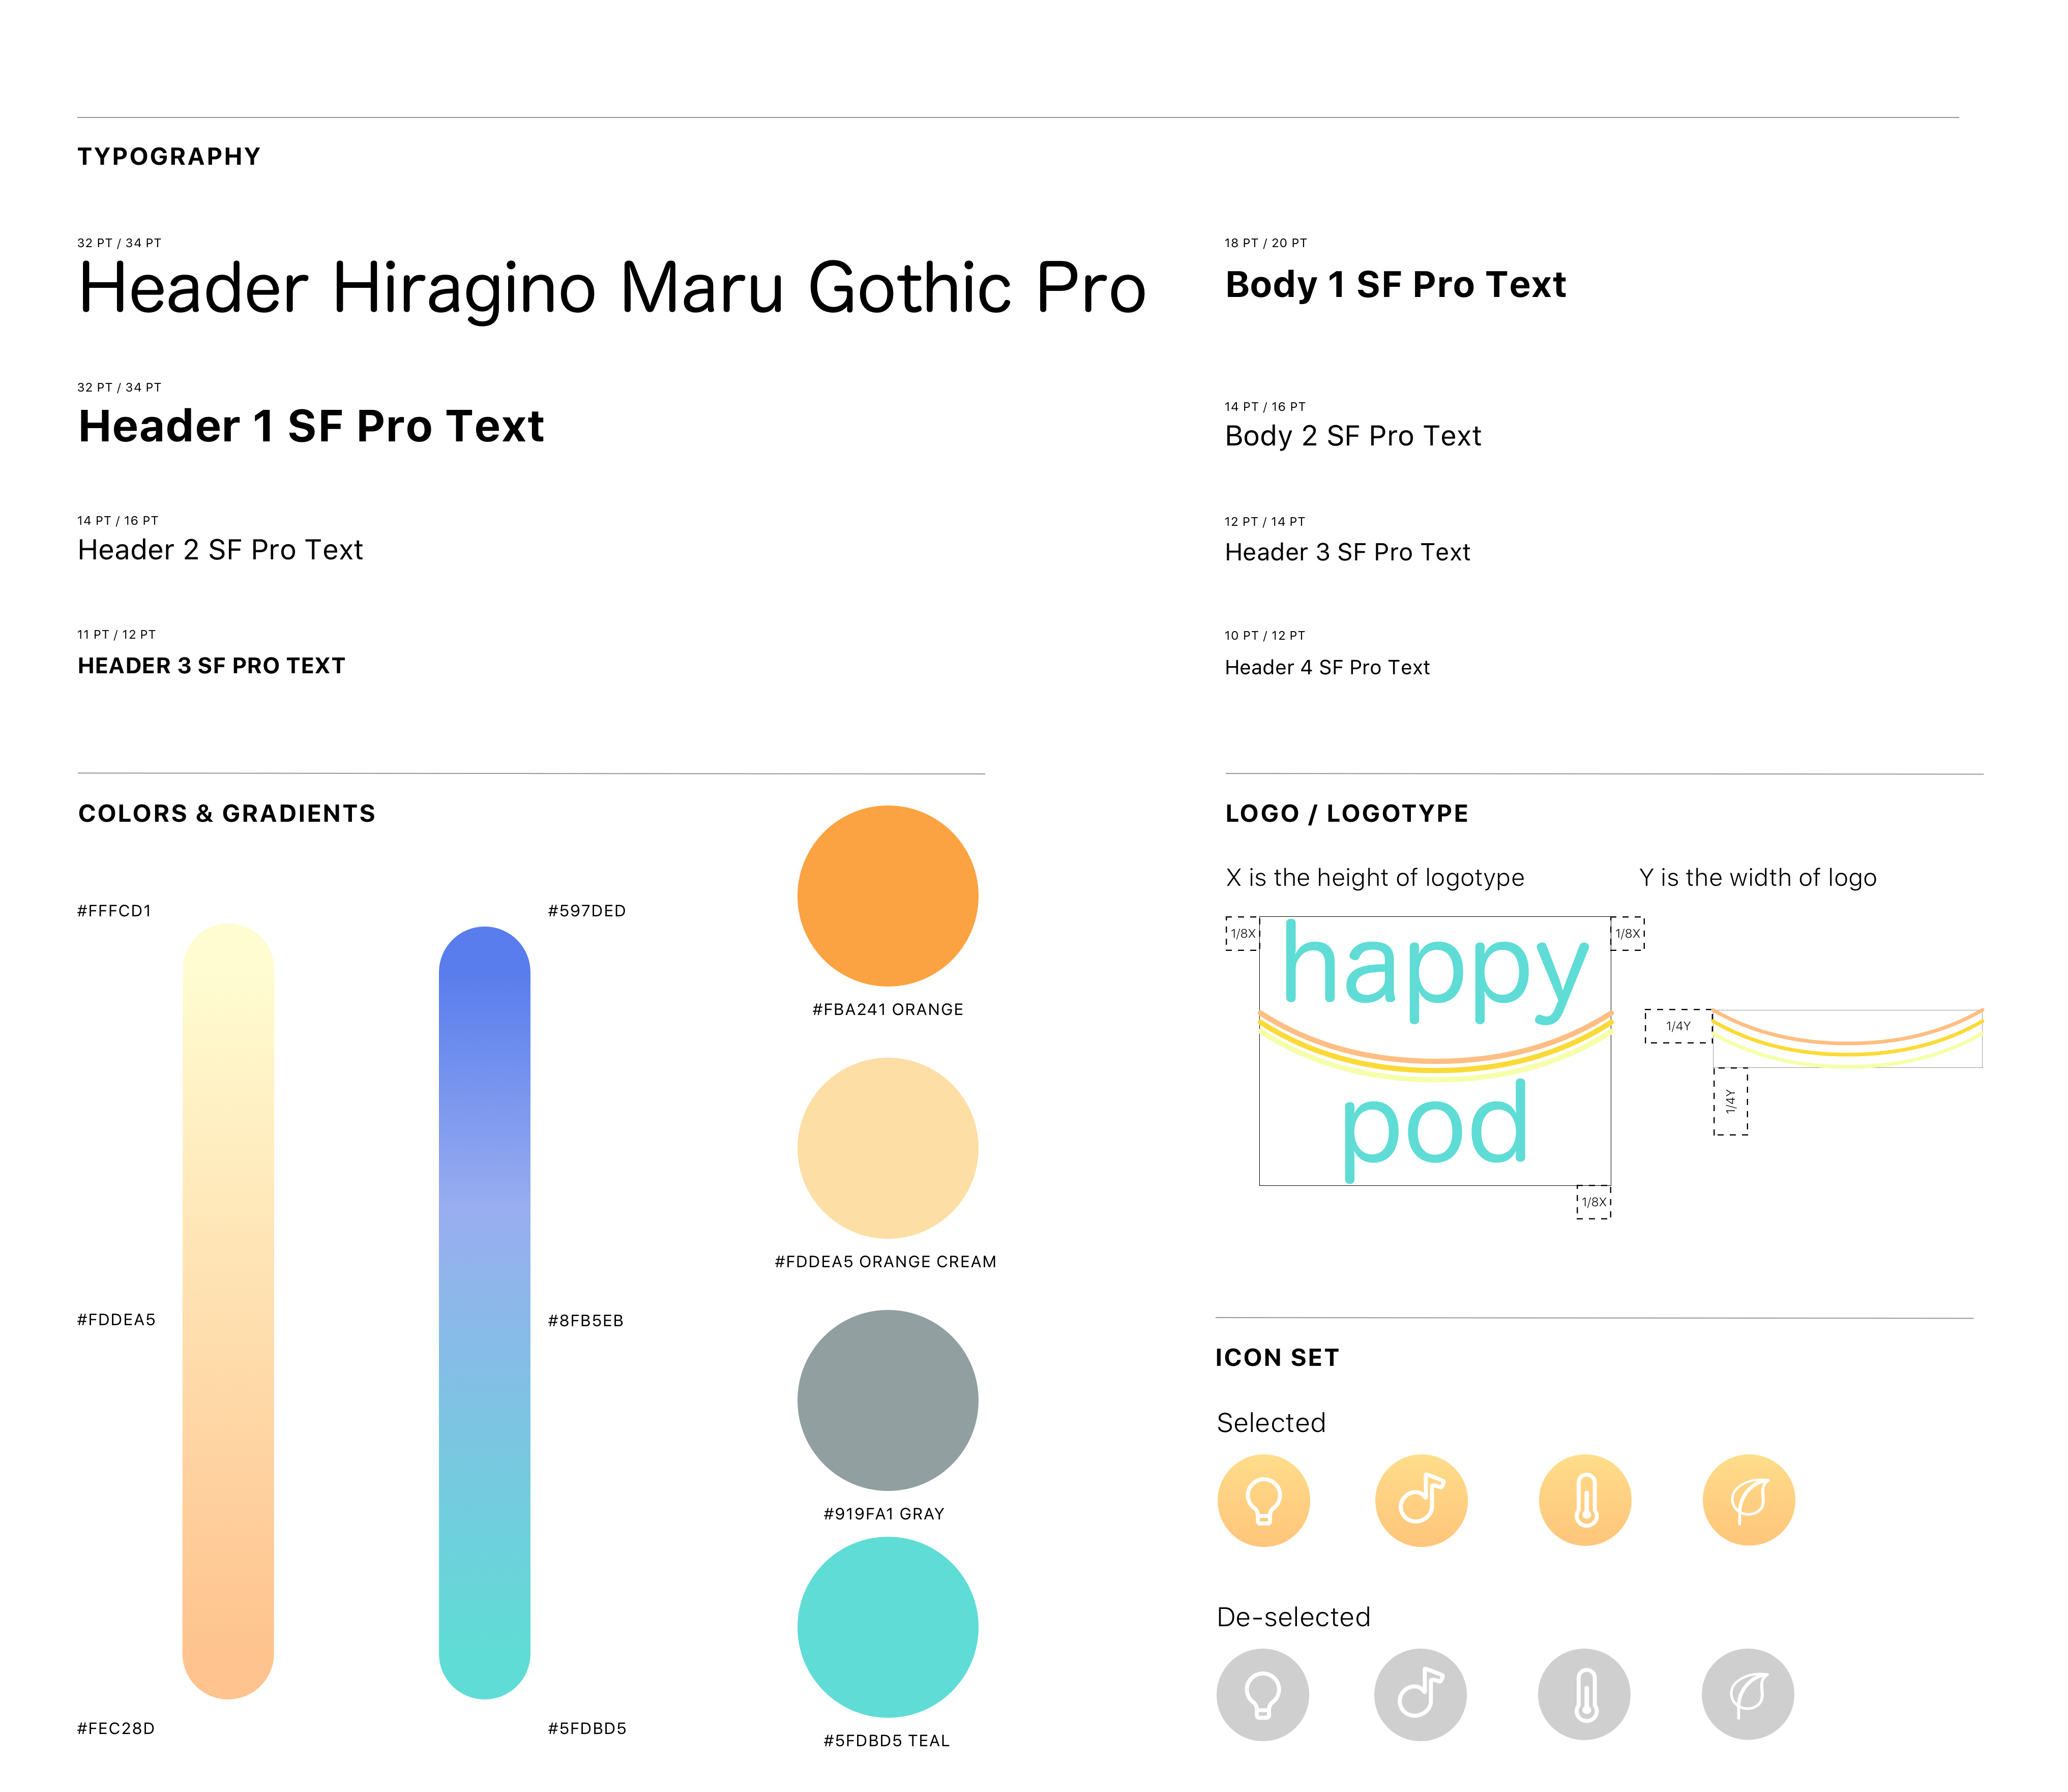 TYPOGRAPHY
32 PT / 34 PT
Header Hiragino Maru Gothic Pro
32 PT / 34 PT
Header 1 SF Pro Text
14 PT / 16 PT
Header 2 SF Pro Text
11 PT / 12 PT
HEADER 3 SF PRO TEXT
18 PT / 20 PT
Body 1 SF Pro Text
14 PT / 16 PT
Body 2 SF Pro Text
12 PT / 14 PT
Header 3 SF Pro Text
10 PT / 12 PT
Header 4 SF Pro Text
COLORS & GRADIENTS
#FFFCD1
#FDDEA5
#FEC28D
#597DED
#8FB5EB
#5FDBD5
#FBA241 ORANGE
#FDDEA5 ORANGE CREAM
#919FA1 GRAY
#5FDBD5 TEAL
LOGO / LOGOTYPE
X is the height of logotype
1/8X
happy
1/8X
pod
1/8X
Y is the width of logo
1/4Y
1/4Y
ICON SET
Selected
De-selected